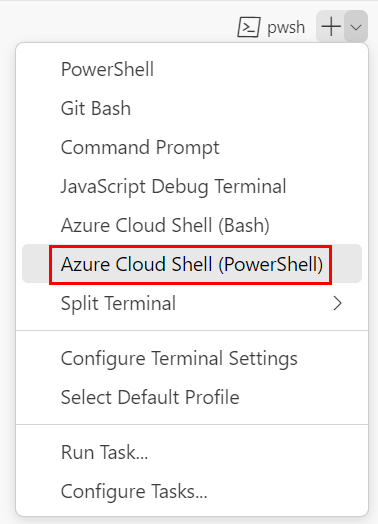 pwsh
PowerShell
Git Bash
Command Prompt
JavaScript Debug Terminal
Azure Cloud Shell (Bash)
Azure Cloud Shell (PowerShell)
Split Terminal
Configure Terminal Settings
Select Default Profile
Run Task...
Configure Tasks...